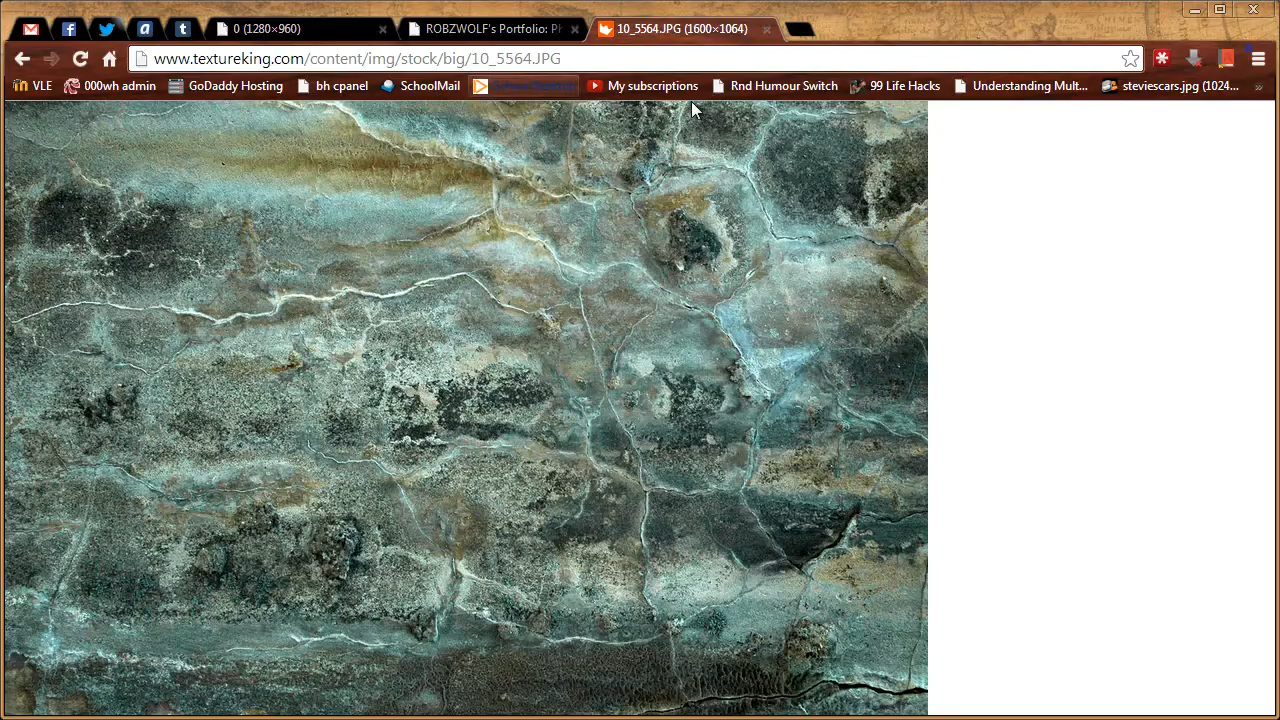 0 (1280×960)
ROBZWOLF's Portfolio: Pl
10_5564.JPG (1600×1064)
www.textureking.com/content/img/stock/big/10_5564.JPG
VLE
000wh admin
GoDaddy Hosting
bh cpanel
SchoolMail
My subscriptions
Rnd Humour Switch
99 Life Hacks
Understanding Mult...
steviescars.jpg (1024...